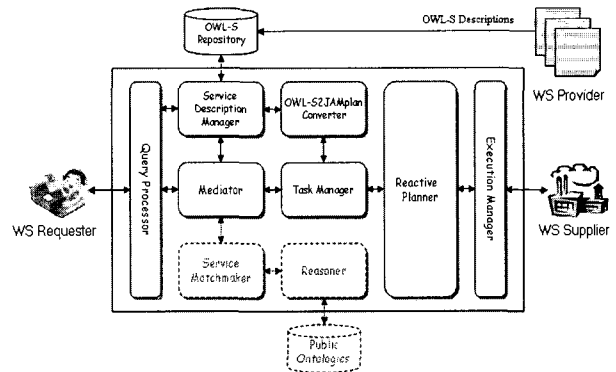 OWL-S
Repository
OWL-S Descriptions
WS Provider
Service
Description
Manager
OWL-S2JAMplan
Converter
Query Processor
Mediator
Task Manager
Reactive
Planner
Execution Manager
WS Requester
WS Supplier
Service
Matchmaker
Reasoner
Public
Ontologies